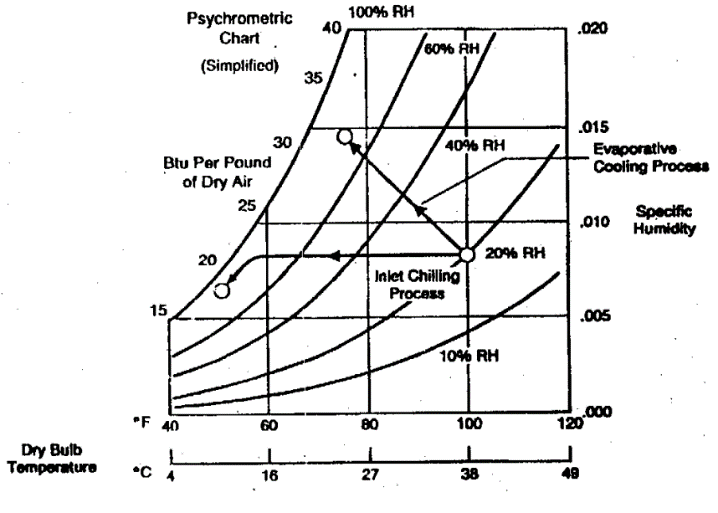 Psychrometric
Chart
(Simplified)
100% RH
40
60% RH
.020
35
30
.015
40% RH
Evaporative
Cooling Process
Btu Per Pound
of Dry Air
25
.010
Specific
Humidity
20
20% RH
Inlet Chilling
Process
15
.005
10% RH
.000
°F
40
60
80
100
120
Dry Bulb
Temperature
°C
4
16
27
38
49